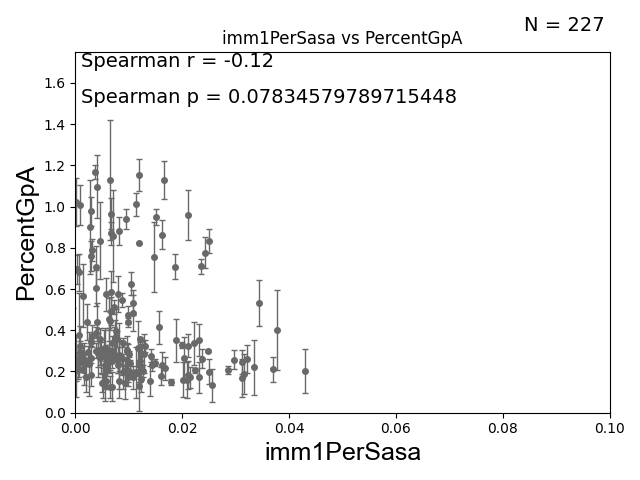 N = 227
imm1PerSasa vs PercentGpA
Spearman r = -0.12
Spearman p = 0.07834579789715448
PercentGpA
1.6
1.4
1.2
1.0
0.8
0.6
0.4
0.2
0.0
0.00 0.02 0.04 0.06 0.08 0.10
imm1PerSasa